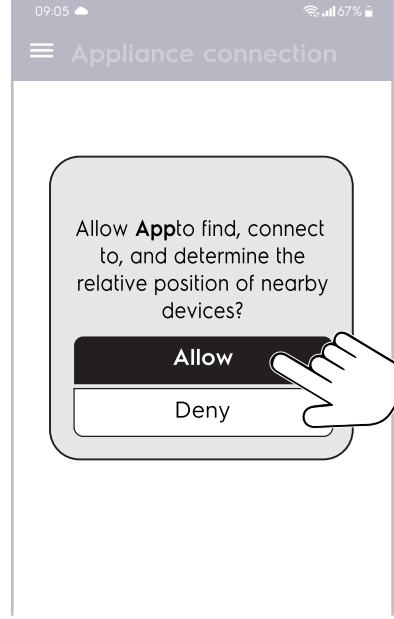 09:05 67%
Appliance connection
Allow Appto find, connect
to, and determine the
relative position of nearby
devices?
Allow
Deny